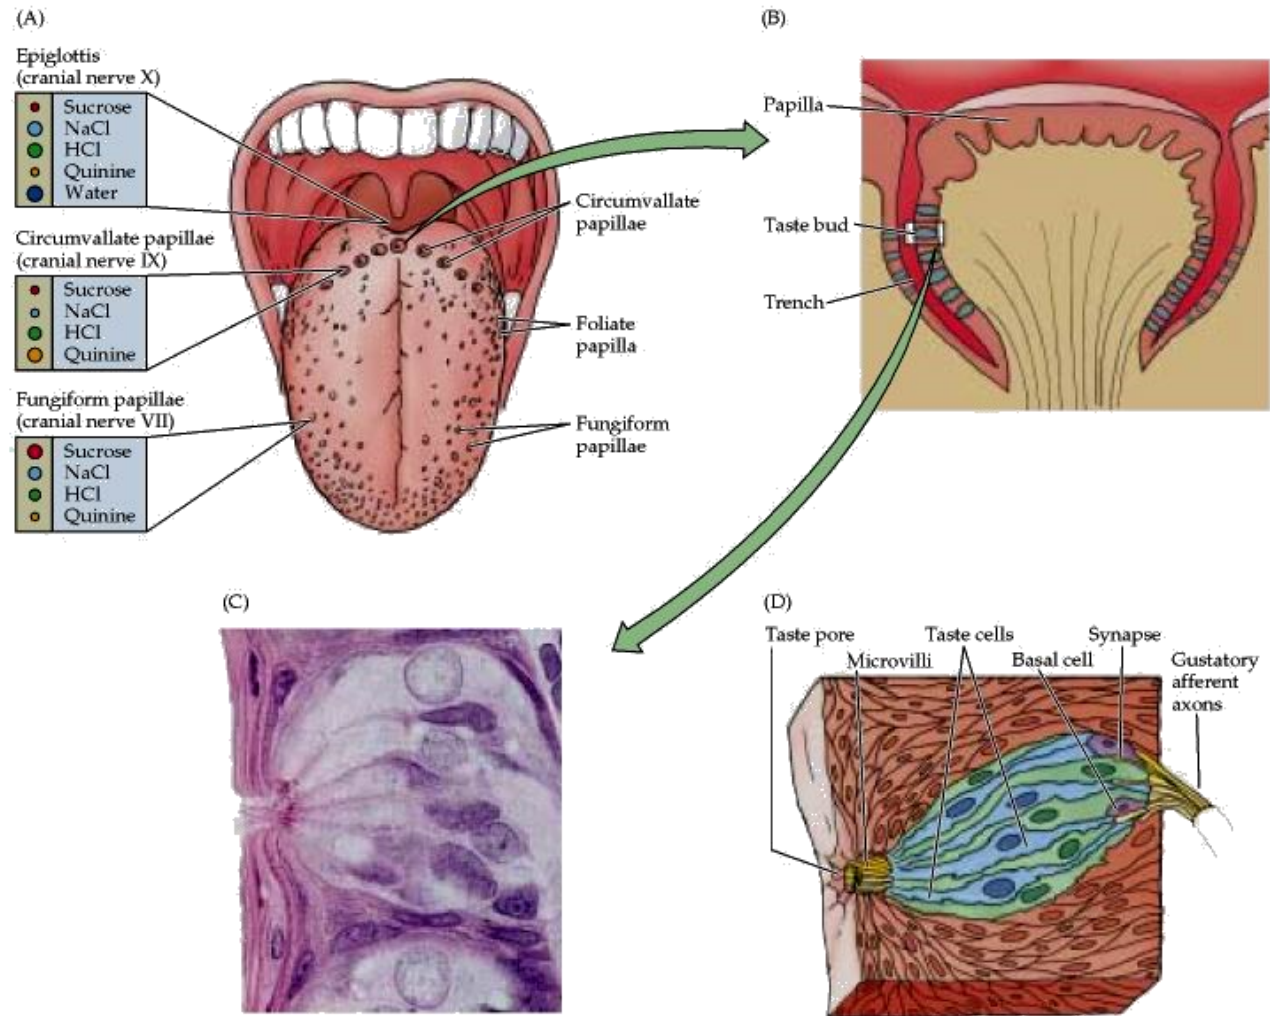 (A)
Epiglottis
(cranial nerve X)
Sucrose
NaCl
HCl
Quinine
Water
Circumvallate papillae
(cranial nerve IX)
Sucrose
NaCl
HCl
Quinine
Fungiform papillae
(cranial nerve VII)
Sucrose
NaCl
HCl
Quinine
Circumvallate
papillae
Foliate
papilla
Fungiform
papillae
(B)
Papilla
Taste bud
Trench
(C)
(D)
Taste pore
Microvilli
Taste cells
Basal cell
Synapse
Gustatory
afferent
axons